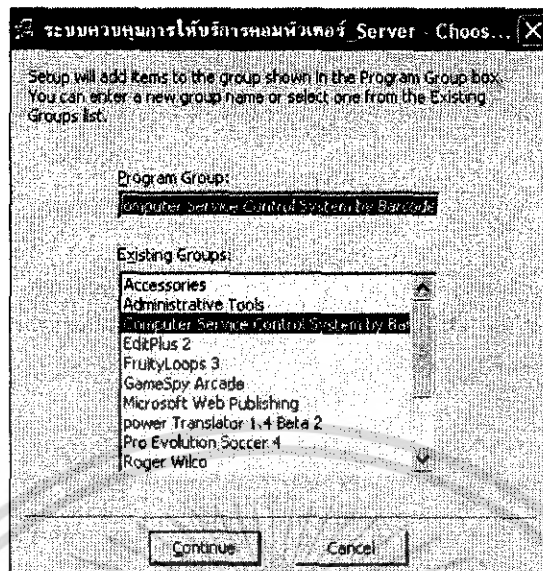 ระบบควบคุมการให้บริการคอมพิวเตอร์_Server - Choos...
Setup will add items to the group shown in the Program Group box.
You can enter a new group name or select one from the Existing
Groups list.
Program Group:
omputer Service Control System by Barcode
Existing Groups:
Accessories
Administrative Tools
Computer Service Control System by Bar
EditPlus 2
FruityLoops 3
GameSpy Arcade
Microsoft Web Publishing
power Translator 1.4 Beta 2
Pro Evolution Soccer 4
Roger Wilco
Continue
Cancel